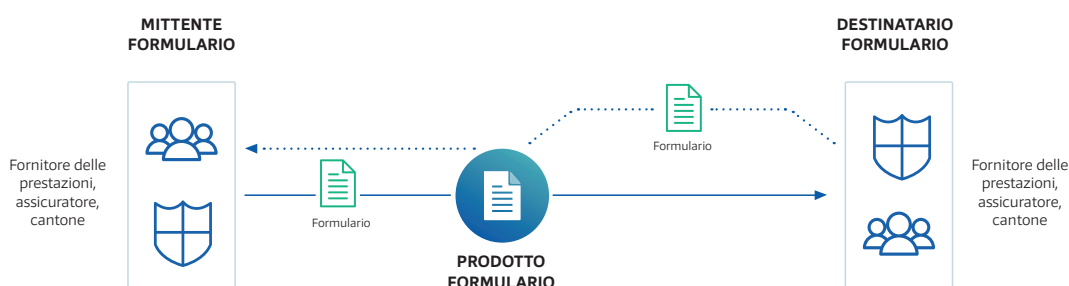 MITTENTE
FORMULARIO
DESTINATARIO
FORMULARIO
Fornitore delle
prestazioni,
assicuratore,
cantone
Formulario
Formulario
Fornitore delle
prestazioni,
assicuratore,
cantone
PRODOTTO
FORMULARIO